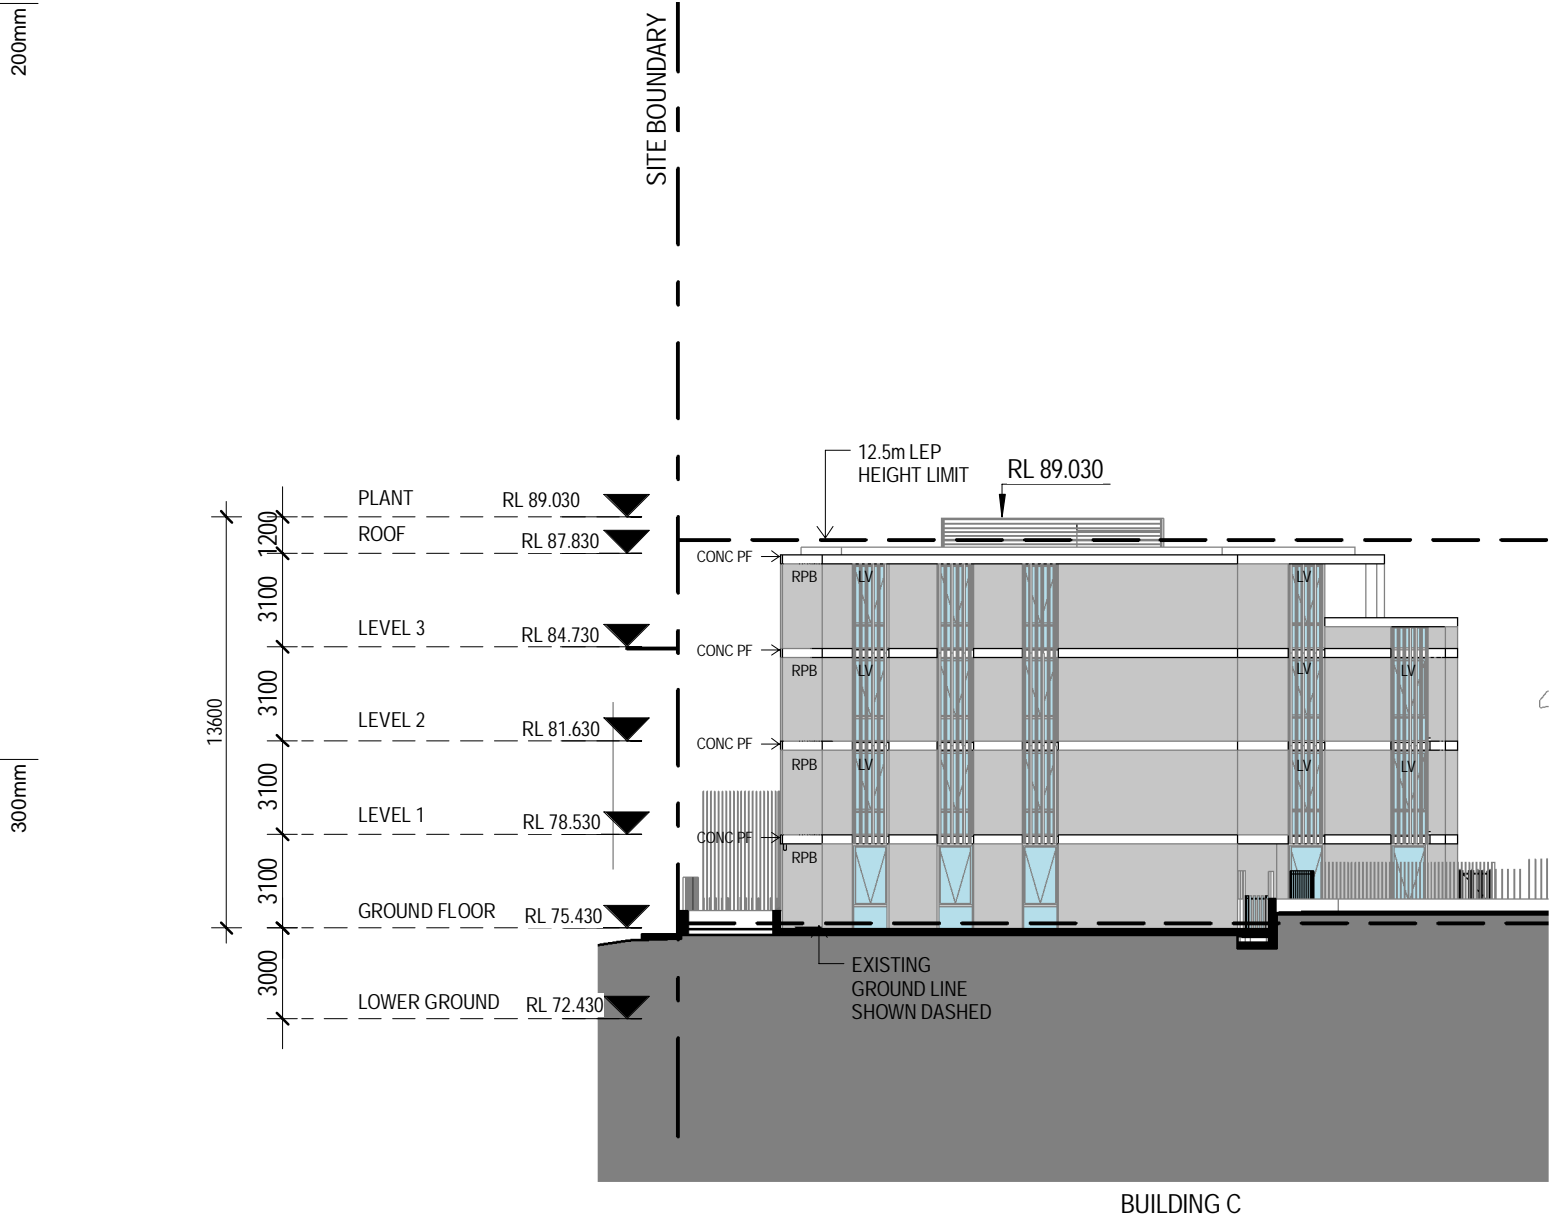 200mm
SITE BOUNDARY
12.5m LEP
HEIGHT LIMIT
RL 89.030
PLANT RL 89.030
1200
ROOF RL 87.830
CONC PF
RPB LV LV
3100
LEVEL 3 RL 84.730
CONC PF
RPB LV LV LV
3100
13600
LEVEL 2 RL 81.630
CONC PF
RPB LV LV LV
3100
300mm
LEVEL 1 RL 78.530
CONC PF
RPB
3100
GROUND FLOOR RL 75.430
EXISTING
GROUND LINE
SHOWN DASHED
3000
LOWER GROUND RL 72.430
BUILDING C